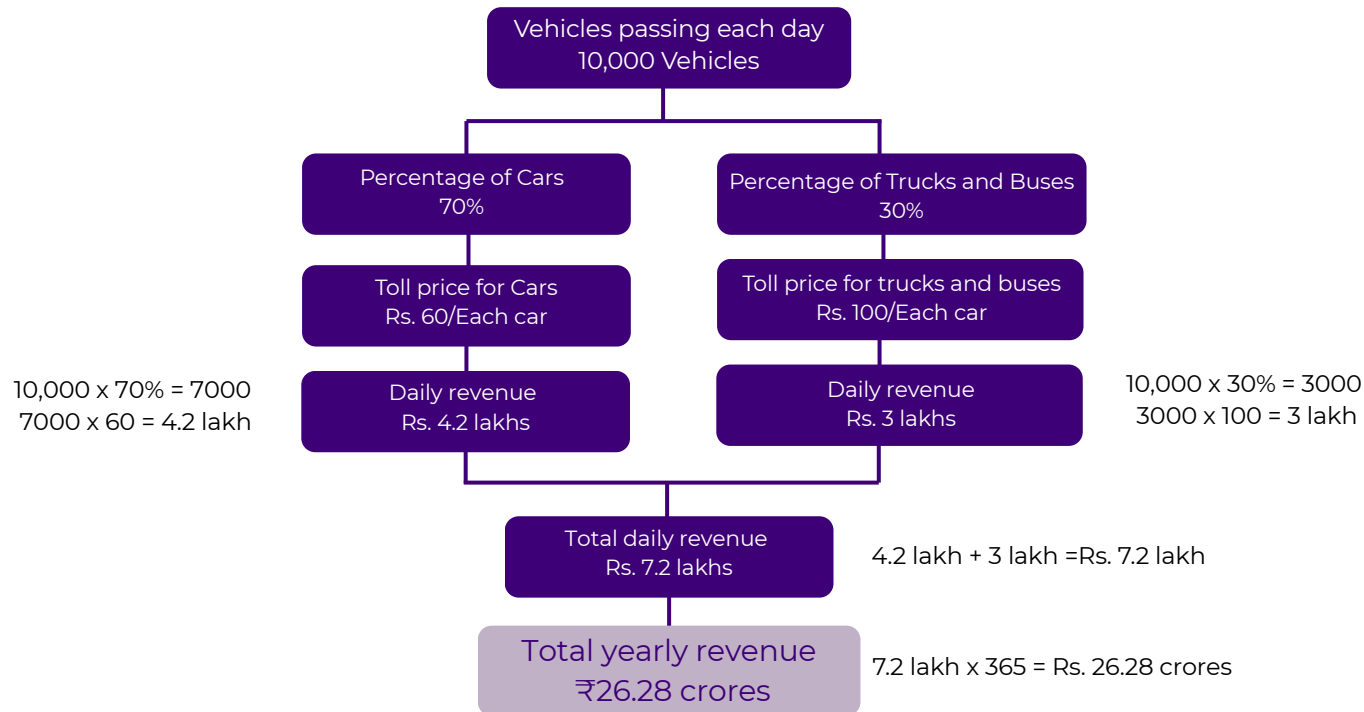 Vehicles passing each day
10,000 Vehicles
Percentage of Cars
70%
Percentage of Trucks and Buses
30%
Toll price for Cars
Rs. 60/Each car
Toll price for trucks and buses
Rs. 100/Each car
10,000 x 70% = 7000
7000 x 60 = 4.2 lakh
Daily revenue
Rs. 4.2 lakhs
Daily revenue
Rs. 3 lakhs
10,000 x 30% = 3000
3000 x 100 = 3 lakh
Total daily revenue
Rs. 7.2 lakhs
4.2 lakh + 3 lakh =Rs. 7.2 lakh
Total yearly revenue
₹26.28 crores
7.2 lakh x 365 = Rs. 26.28 crores